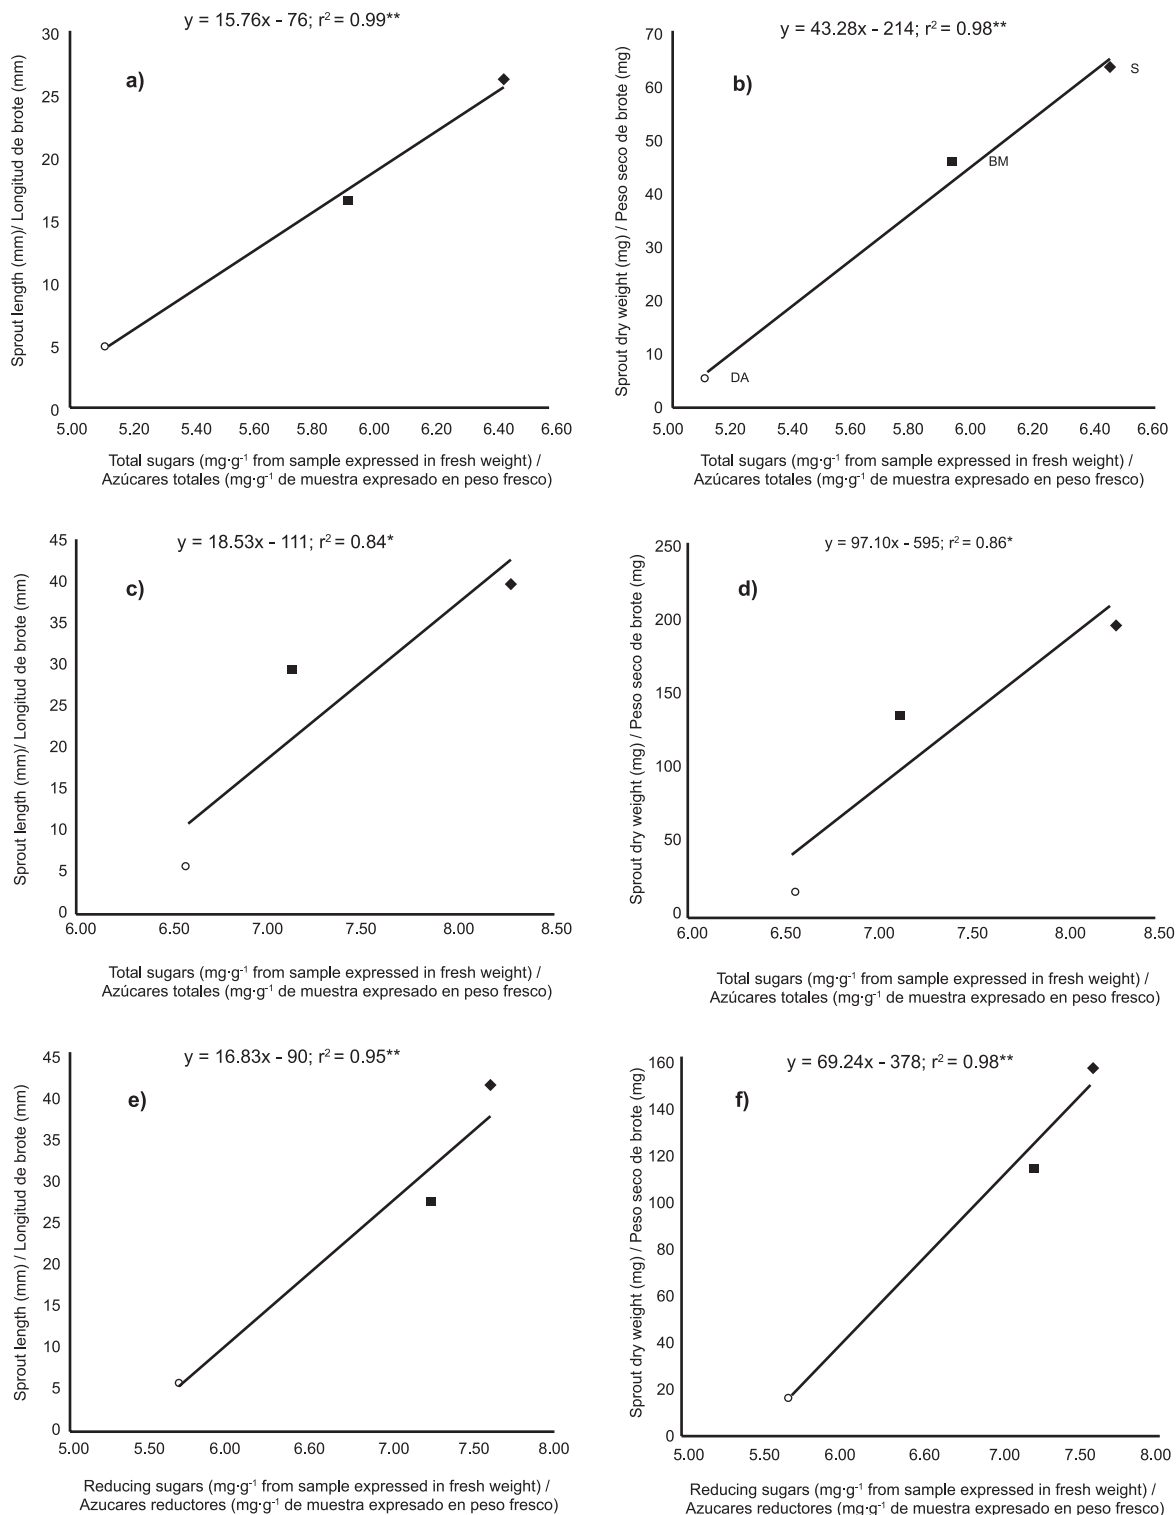 y = 15.76x - 76; r² = 0.99**
a)
Sprout length (mm)/ Longitud de brote (mm)
30
25
20
15
10
5
0
5.00 5.20 5.40 5.60 5.80 6.00 6.20 6.40 6.60
Total sugars (mg·g⁻¹ from sample expressed in fresh weight) /
Azúcares totales (mg·g⁻¹ de muestra expresado en peso fresco)
y = 43.28x - 214; r² = 0.98**
b)
Sprout dry weight (mg) / Peso seco de brote (mg)
70
60
50
40
30
20
10
0
S
BM
DA
5.00 5.20 5.40 5.60 5.80 6.00 6.20 6.40 6.60
Total sugars (mg·g⁻¹ from sample expressed in fresh weight) /
Azúcares totales (mg·g⁻¹ de muestra expresado en peso fresco)
y = 18.53x - 111; r² = 0.84*
c)
Sprout length (mm)/ Longitud de brote (mm)
45
40
35
30
25
20
15
10
5
0
6.00 6.50 7.00 7.50 8.00 8.50
Total sugars (mg·g⁻¹ from sample expressed in fresh weight) /
Azúcares totales (mg·g⁻¹ de muestra expresado en peso fresco)
y = 97.10x - 595; r² = 0.86*
d)
Sprout dry weight (mg) / Peso seco de brote (mg)
250
200
150
100
50
0
6.00 6.50 7.00 7.50 8.00 8.50
Total sugars (mg·g⁻¹ from sample expressed in fresh weight) /
Azúcares totales (mg·g⁻¹ de muestra expresado en peso fresco)
y = 16.83x - 90; r² = 0.95**
e)
Sprout length (mm) / Longitud de brote (mm)
45
40
35
30
25
20
15
10
5
0
5.00 5.50 6.00 6.60 7.00 7.50 8.00
Reducing sugars (mg·g⁻¹ from sample expressed in fresh weight) /
Azucares reductores (mg·g⁻¹ de muestra expresado en peso fresco)
y = 69.24x - 378; r² = 0.98**
f)
Sprout dry weight (mg) / Peso seco de brote (mg)
160
140
120
100
80
60
40
20
0
5.00 5.50 6.00 6.60 7.00 7.50 8.00
Reducing sugars (mg·g⁻¹ from sample expressed in fresh weight) /
Azucares reductores (mg·g⁻¹ de muestra expresado en peso fresco)